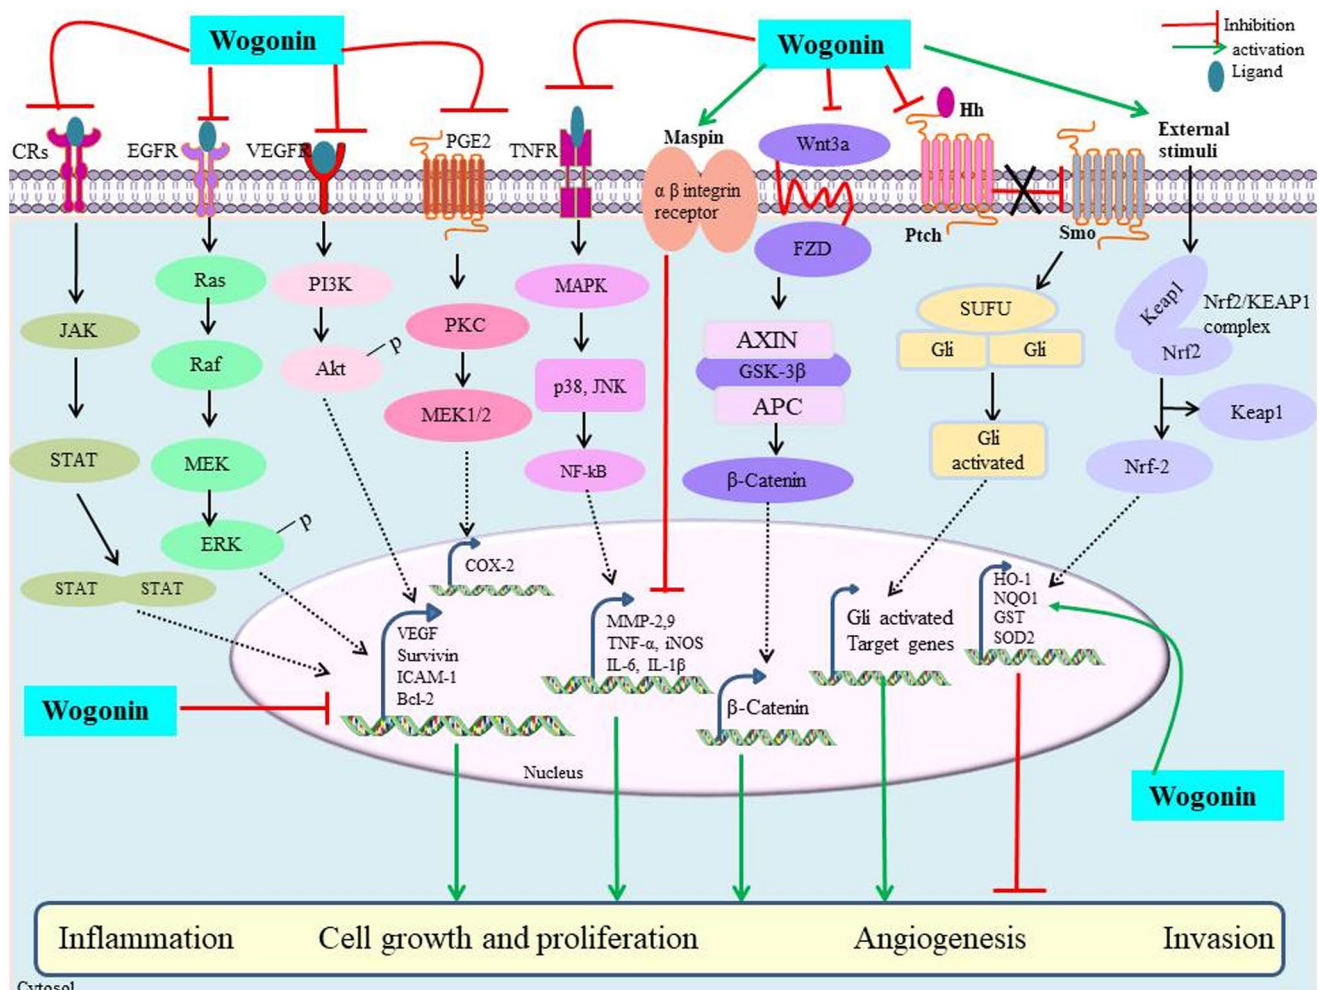 Wogonin
Wogonin
Inhibition
activation
Ligand
CRs
EGFR
VEGFR
PGE2
TNFR
Maspin
Wnt3a
Hh
External
stimuli
α β integrin
receptor
FZD
Ptch
Smo
JAK
STAT
STAT
STAT
Ras
Raf
MEK
ERK
p
PI3K
Akt
p
PKC
MEK1/2
MAPK
p38, JNK
NF-kB
AXIN
GSK-3β
APC
β-Catenin
SUFU
Gli
Gli
Gli
activated
Keap1
Nrf2
Nrf2/KEAP1
complex
Keap1
Nrf-2
COX-2
VEGF
Survivin
ICAM-1
Bcl-2
MMP-2,9
TNF-α, iNOS
IL-6, IL-1β
β-Catenin
Gli activated
Target genes
HO-1
NQO1
GST
SOD2
Wogonin
Nucleus
Wogonin
Inflammation
Cell growth and proliferation
Angiogenesis
Invasion
Cytosol